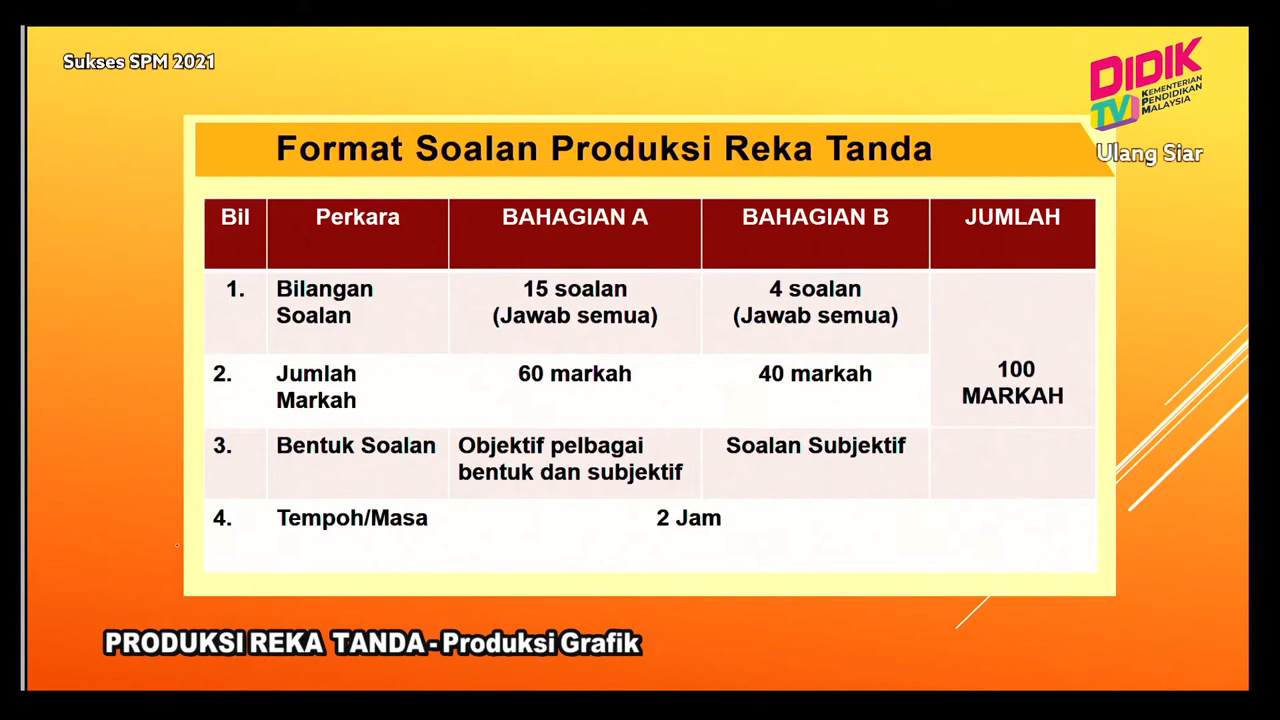 Sukses SPM 2021
DIDIK
TV
KEMENTERIAN
PENDIDIKAN
MALAYSIA
Ulang Siar
Format Soalan Produksi Reka Tanda
Bil Perkara BAHAGIAN A BAHAGIAN B JUMLAH
1. Bilangan 15 soalan 4 soalan
Soalan (Jawab semua) (Jawab semua)
2. Jumlah 60 markah 40 markah 100
Markah MARKAH
3. Bentuk Soalan Objektif pelbagai Soalan Subjektif
bentuk dan subjektif
4. Tempoh/Masa 2 Jam
PRODUKSI REKA TANDA - Produksi Grafik